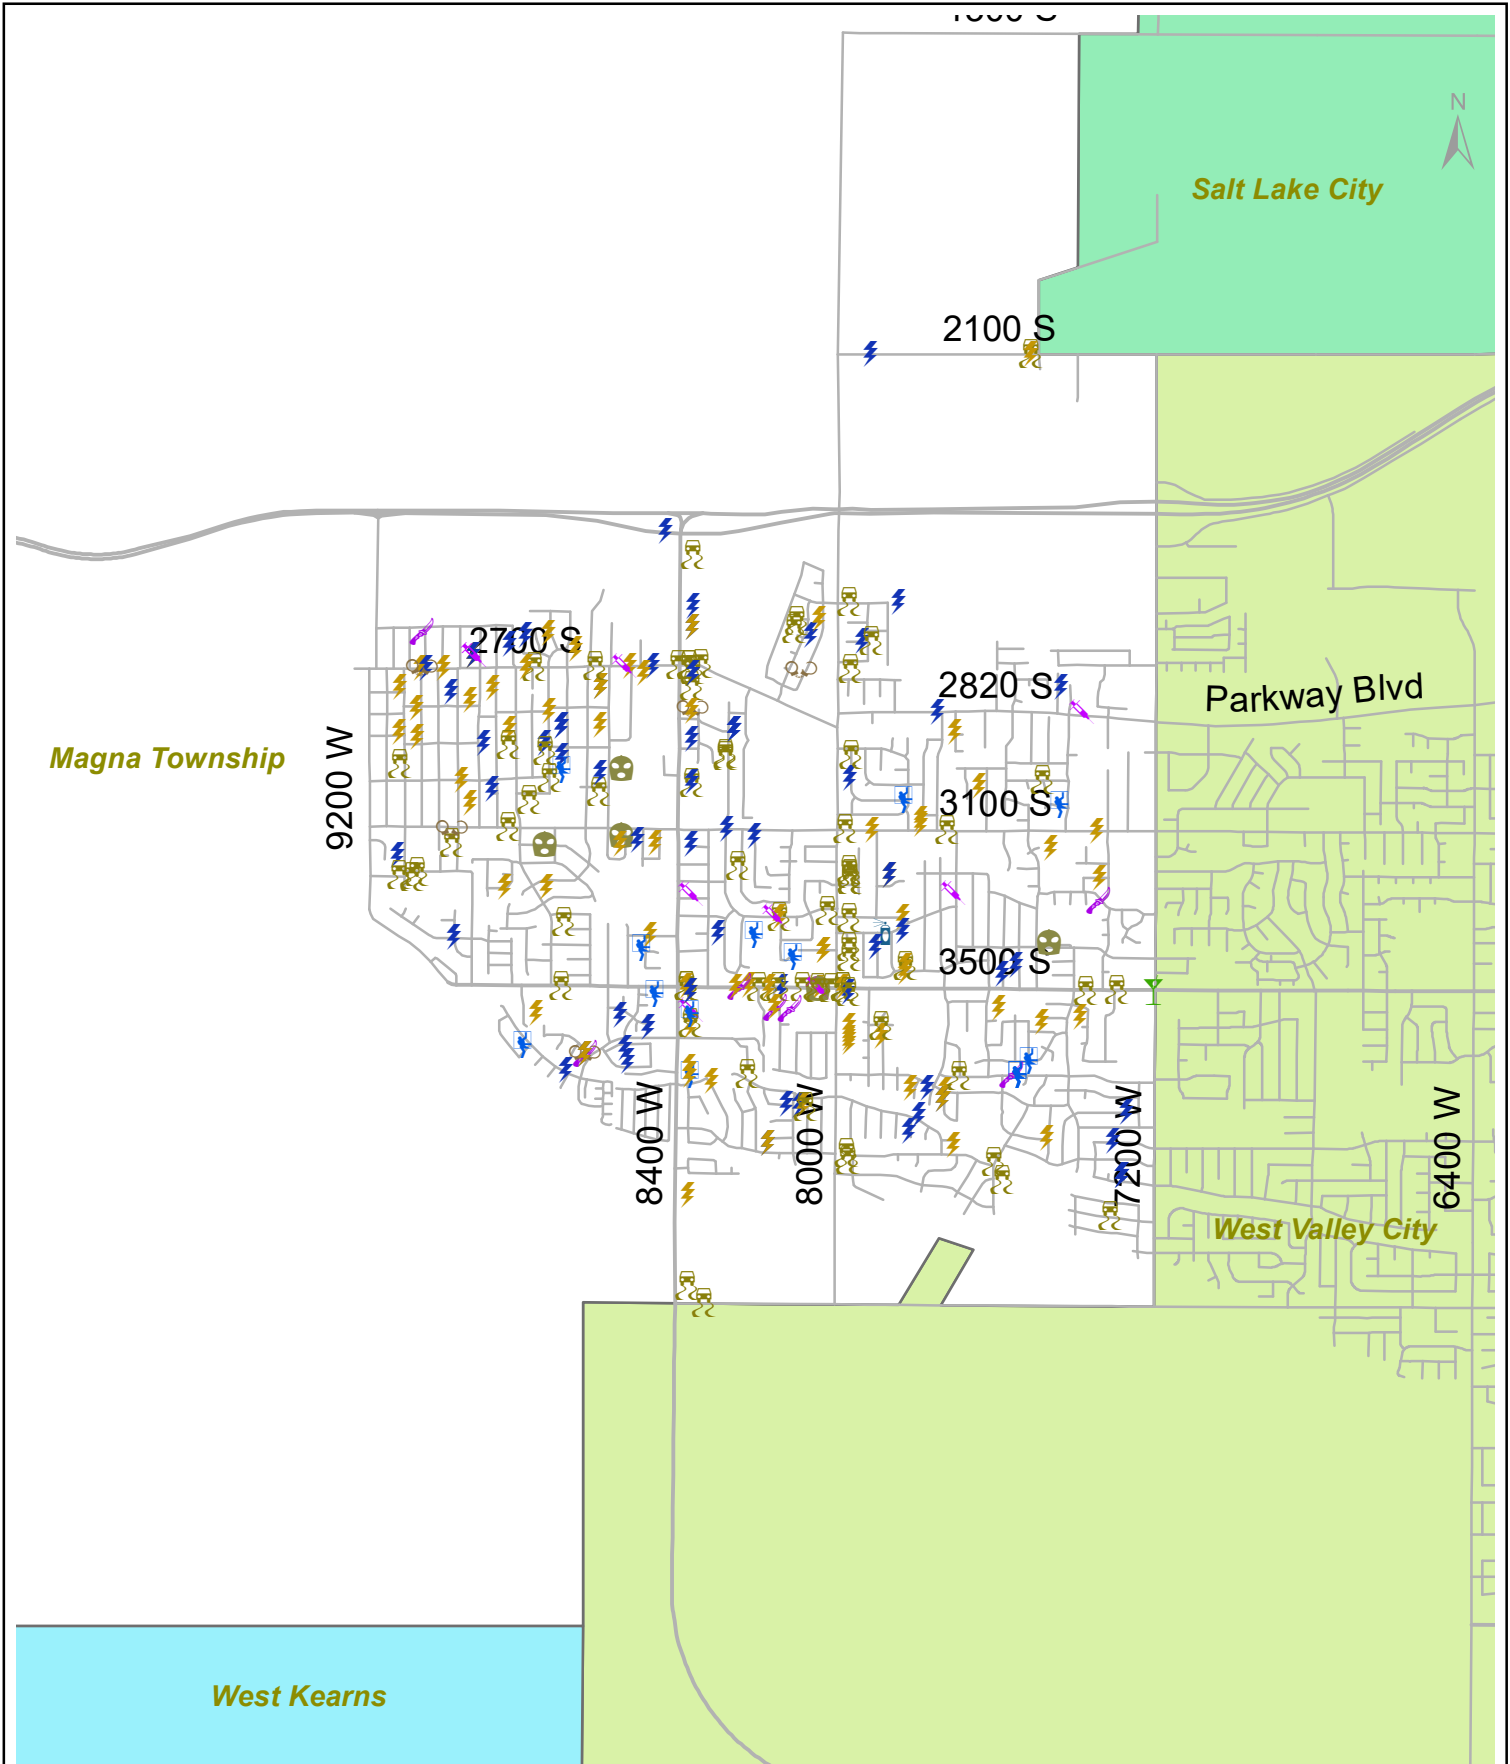 N
Salt Lake City
2100 S
2700 S
2820 S
Parkway Blvd
Magna Township
9200 W
3100 S
3500 S
8400 W
8000 W
7200 W
6400 W
West Valley City
West Kearns